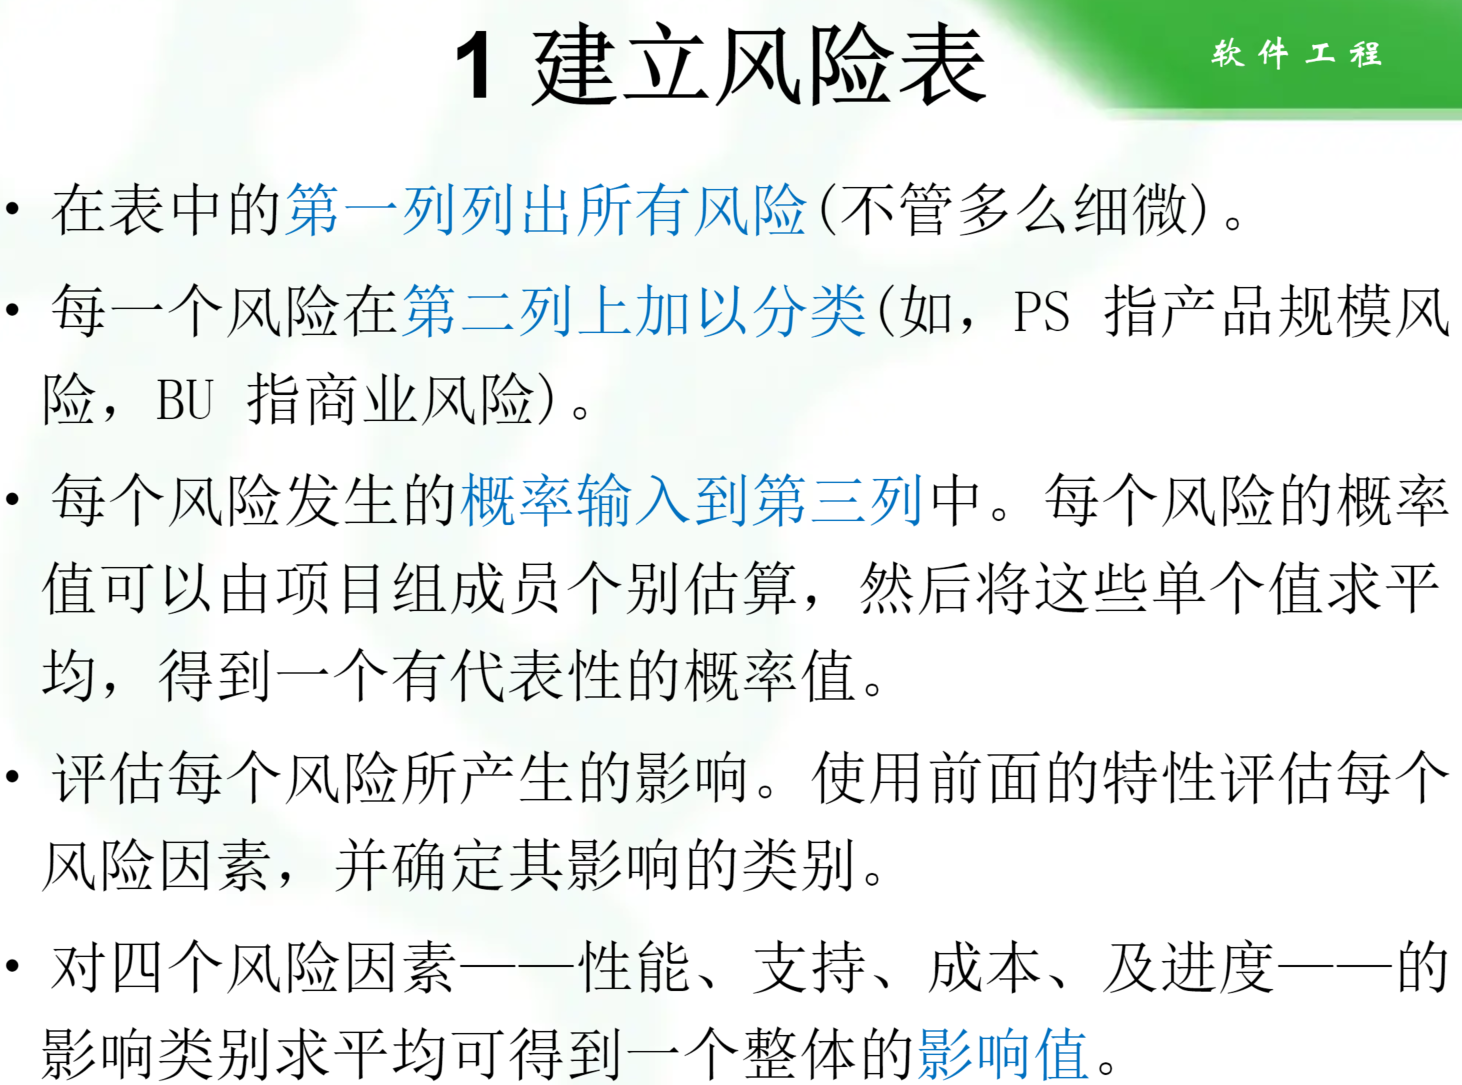 1 建立风险表
软件工程
• 在表中的第一列列出所有风险(不管多么细微)。
• 每一个风险在第二列上加以分类(如, PS 指产品规模风
险, BU 指商业风险)。
• 每个风险发生的概率输入到第三列中。每个风险的概率
值可以由项目组成员个别估算，然后将这些单个值求平
均，得到一个有代表性的概率值。
• 评估每个风险所产生的影响。使用前面的特性评估每个
风险因素，并确定其影响的类别。
• 对四个风险因素——性能、支持、成本、及进度——的
影响类别求平均可得到一个整体的影响值。